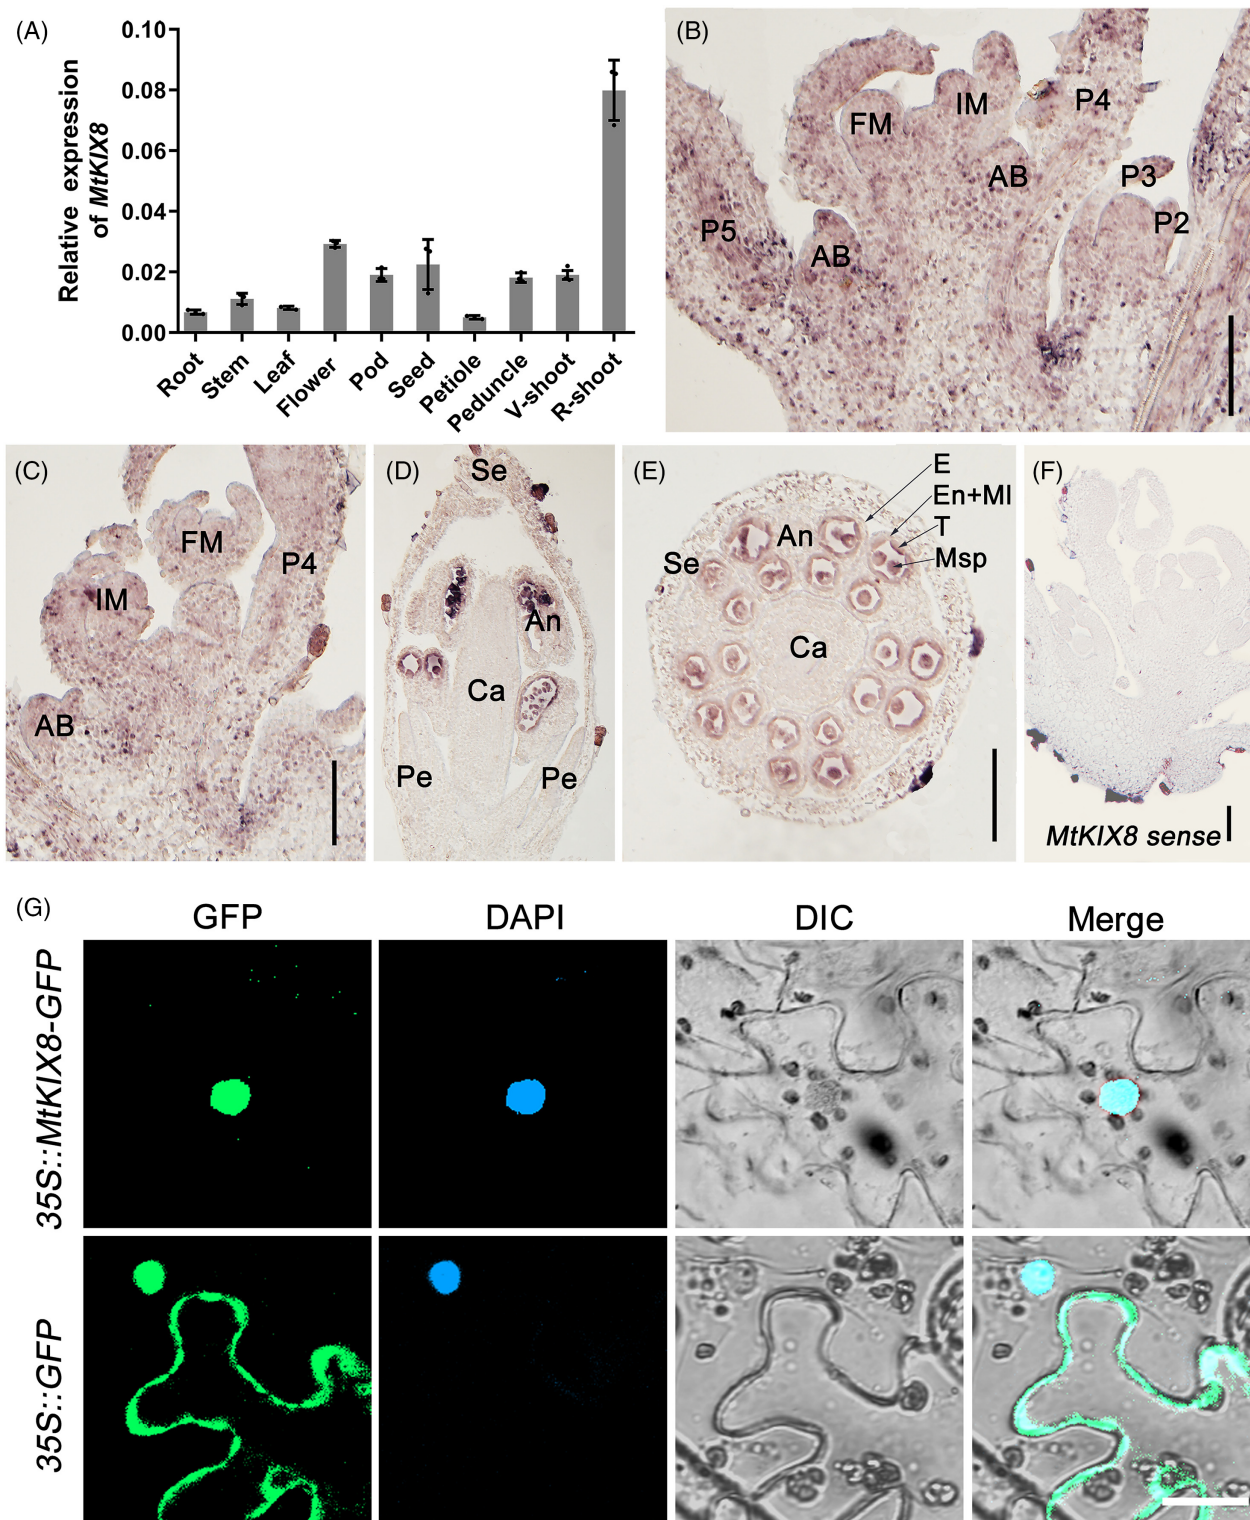 (A)
Relative expression
of MtKIX8
0.10
0.08
0.06
0.04
0.02
0.00
Root
Stem
Leaf
Flower
Pod
Seed
Petiole
Peduncle
V-shoot
R-shoot
(B)
FM
IM
P4
AB
P3
P5
P2
AB
(C)
FM
P4
IM
AB
(D)
Se
An
Ca
Pe
Pe
(E)
E
En+Ml
An
T
Se
Msp
Ca
(F)
MtKIX8 sense
(G)
GFP
DAPI
DIC
Merge
35S::MtKIX8-GFP
35S::GFP